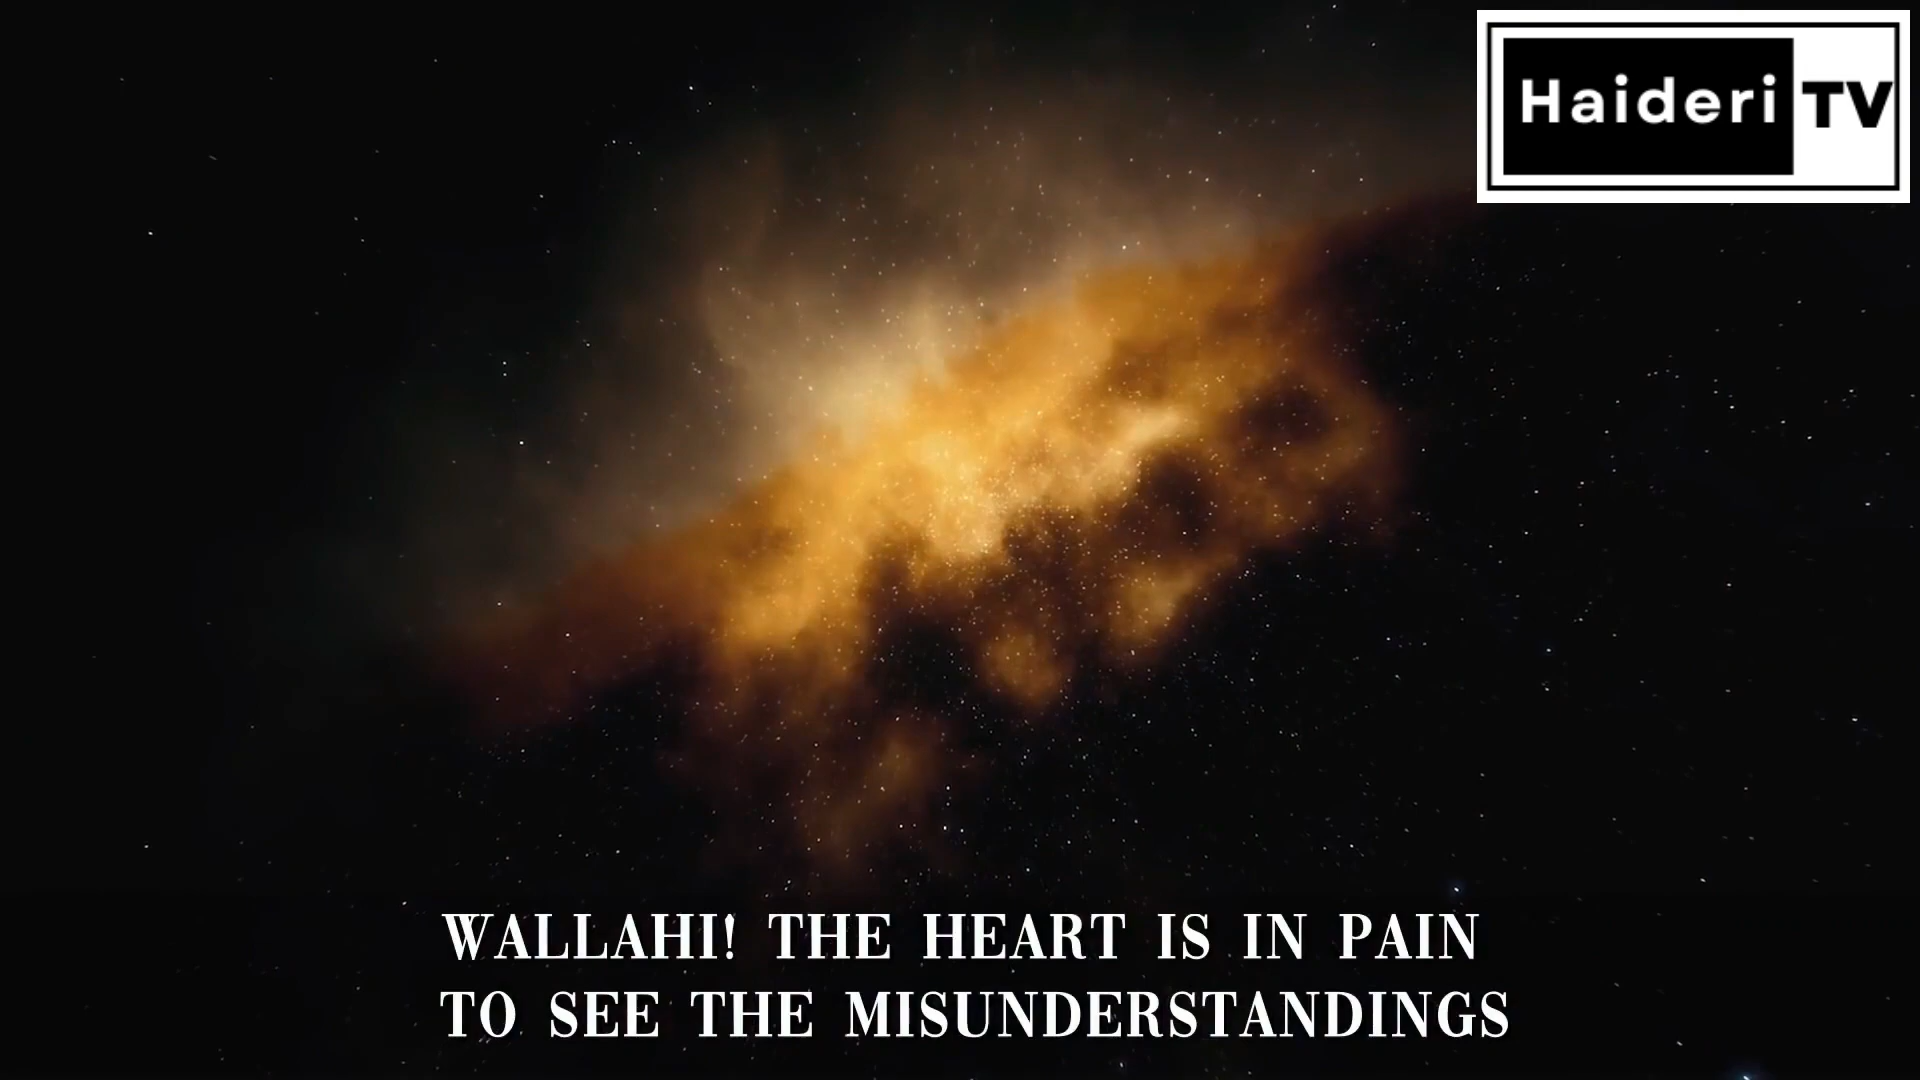 Haideri TV
WALLAHI! THE HEART IS IN PAIN
TO SEE THE MISUNDERSTANDINGS